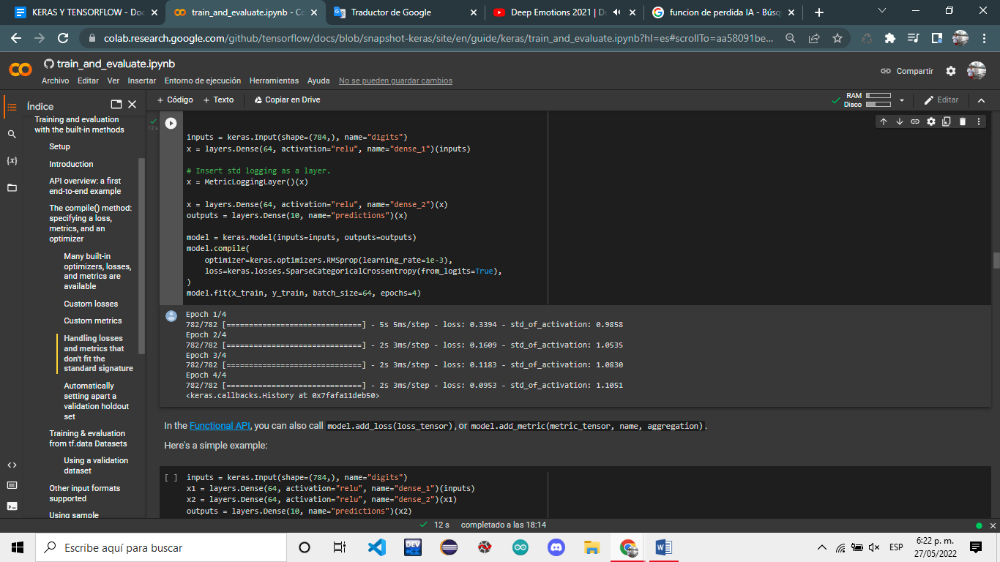 KERAS Y TENSORFLOW - Doc
train_and_evaluate.ipynb - Co
Traductor de Google
Deep Emotions 2021 | De
funcion de perdida IA - Búsq
colab.research.google.com/github/tensorflow/docs/blob/snapshot-keras/site/en/guide/keras/train_and_evaluate.ipynb?hl=es#scrollTo=aa58091be...
train_and_evaluate.ipynb
Archivo Editar Ver Insertar Entorno de ejecución Herramientas Ayuda No se pueden guardar cambios
Compartir
+ Código + Texto Copiar en Drive
RAM
Disco
Editar
Índice
Training and evaluation
with the built-in methods
Setup
Introduction
API overview: a first
end-to-end example
The compile() method:
specifying a loss,
metrics, and an
optimizer
Many built-in
optimizers, losses,
and metrics are
available
Custom losses
Custom metrics
Handling losses
and metrics that
don't fit the
standard signature
Automatically
setting apart a
validation holdout
set
Training & evaluation
from tf.data Datasets
Using a validation
dataset
Other input formats
supported
Using sample
12 s
inputs = keras.Input(shape=(784,), name="digits")
x = layers.Dense(64, activation="relu", name="dense_1")(inputs)
# Insert std logging as a layer.
x = MetricLoggingLayer()(x)
x = layers.Dense(64, activation="relu", name="dense_2")(x)
outputs = layers.Dense(10, name="predictions")(x)
model = keras.Model(inputs=inputs, outputs=outputs)
model.compile(
optimizer=keras.optimizers.RMSprop(learning_rate=1e-3),
loss=keras.losses.SparseCategoricalCrossentropy(from_logits=True),
)
model.fit(x_train, y_train, batch_size=64, epochs=4)
Epoch 1/4
782/782 [==============================] - 5s 5ms/step - loss: 0.3394 - std_of_activation: 0.9858
Epoch 2/4
782/782 [==============================] - 2s 3ms/step - loss: 0.1609 - std_of_activation: 1.0535
Epoch 3/4
782/782 [==============================] - 2s 3ms/step - loss: 0.1183 - std_of_activation: 1.0830
Epoch 4/4
782/782 [==============================] - 2s 3ms/step - loss: 0.0953 - std_of_activation: 1.1051
<keras.callbacks.History at 0x7fafa11deb50>
In the Functional API, you can also call model.add_loss(loss_tensor), or model.add_metric(metric_tensor, name, aggregation).
Here's a simple example:
[ ] inputs = keras.Input(shape=(784,), name="digits")
x1 = layers.Dense(64, activation="relu", name="dense_1")(inputs)
x2 = layers.Dense(64, activation="relu", name="dense_2")(x1)
outputs = layers.Dense(10, name="predictions")(x2)
12 s completado a las 18:14
Escribe aquí para buscar
DEV
ESP
6:22 p. m.
27/05/2022